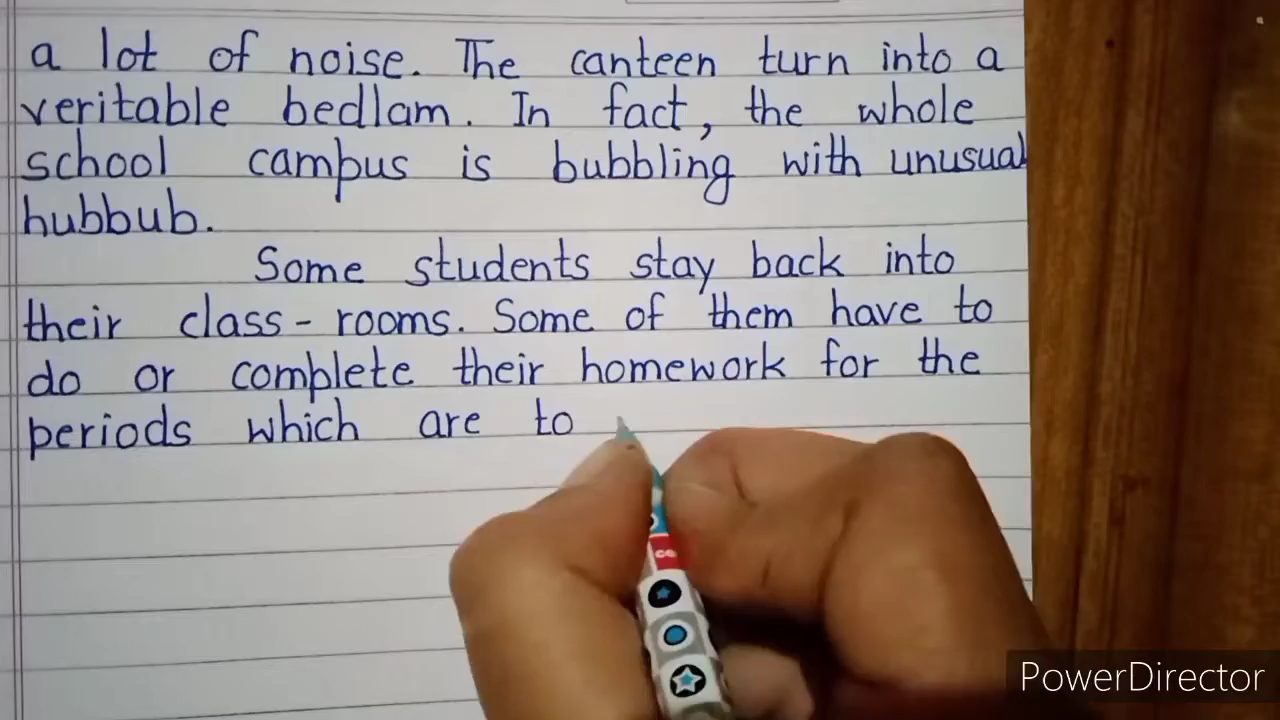 a lot of noise. The canteen turn into a
veritable bedlam. In fact, the whole
school campus is bubbling with unusual
hubbub.
Some students stay back into
their class-rooms. Some of them have to
do or complete their homework for the
periods which are to
PowerDirector